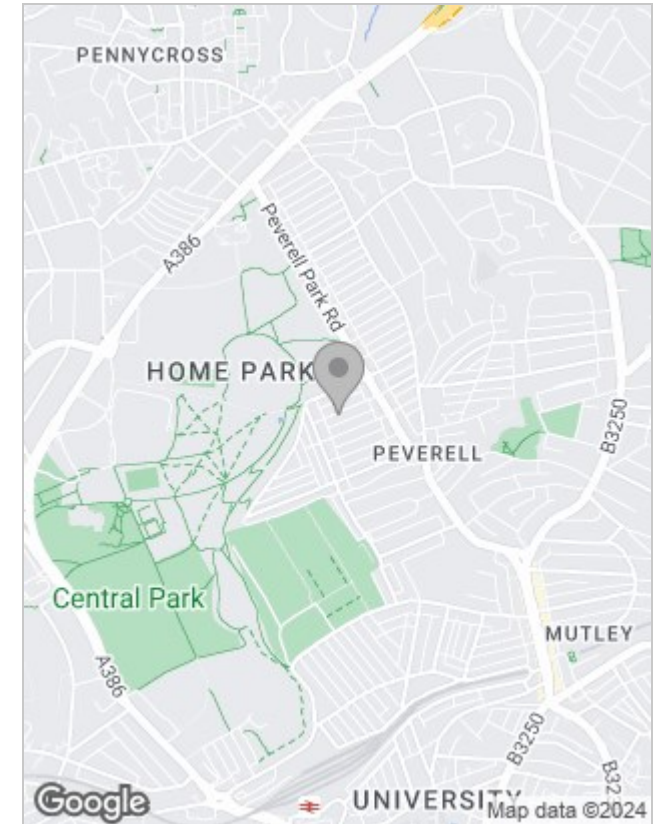 PENNYCROSS
A386
Peverell Park Rd
HOME PARK
B3250
PEVERELL
Central Park
MUTLEY
A386
B3250
Google
UNIVERSITY
Map data ©2024